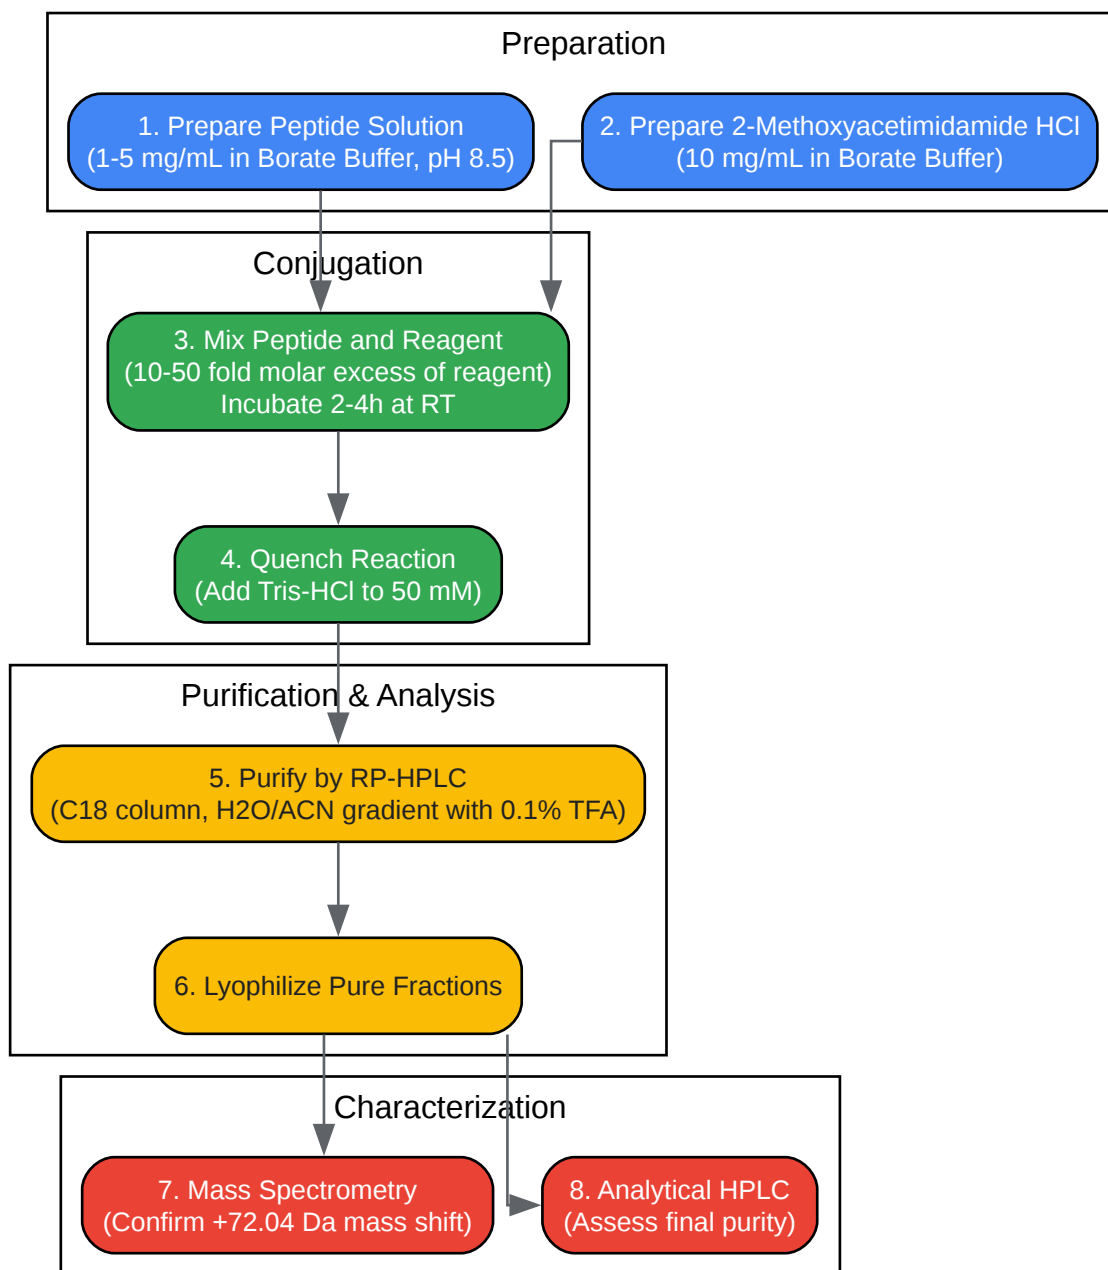 Preparation
1. Prepare Peptide Solution
(1-5 mg/mL in Borate Buffer, pH 8.5)
2. Prepare 2-Methoxyacetimidamide HCl
(10 mg/mL in Borate Buffer)
Conjugation
3. Mix Peptide and Reagent
(10-50 fold molar excess of reagent)
Incubate 2-4h at RT
4. Quench Reaction
(Add Tris-HCl to 50 mM)
Purification & Analysis
5. Purify by RP-HPLC
(C18 column, H2O/ACN gradient with 0.1% TFA)
6. Lyophilize Pure Fractions
Characterization
7. Mass Spectrometry
(Confirm +72.04 Da mass shift)
8. Analytical HPLC
(Assess final purity)